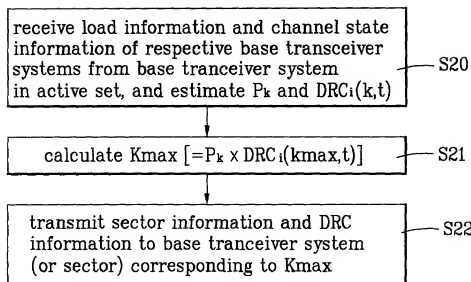 receive load information and channel state
information of respective base transceiver
systems from base tranceiver system
in active set, and estimate Pk and DRCi(k,t)
S20
calculate Kmax [=Pk × DRCi(kmax,t)]
S21
transmit sector information and DRC
information to base tranceiver system
(or sector) corresponding to Kmax
S22